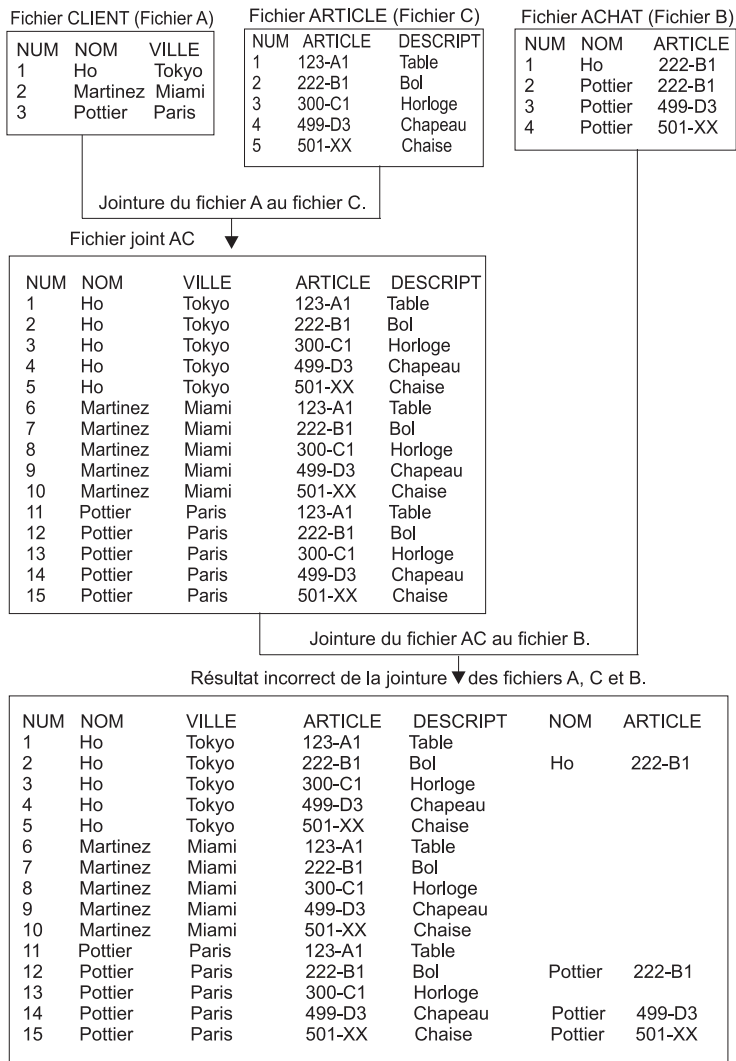 Fichier CLIENT (Fichier A)
NUM NOM VILLE
1 Ho Tokyo
2 Martinez Miami
3 Pottier Paris
Fichier ARTICLE (Fichier C)
NUM ARTICLE DESCRIPT
1 123-A1 Table
2 222-B1 Bol
3 300-C1 Horloge
4 499-D3 Chapeau
5 501-XX Chaise
Fichier ACHAT (Fichier B)
NUM NOM ARTICLE
1 Ho 222-B1
2 Pottier 222-B1
3 Pottier 499-D3
4 Pottier 501-XX
Jointure du fichier A au fichier C.
Fichier joint AC
NUM NOM VILLE ARTICLE DESCRIPT
1 Ho Tokyo 123-A1 Table
2 Ho Tokyo 222-B1 Bol
3 Ho Tokyo 300-C1 Horloge
4 Ho Tokyo 499-D3 Chapeau
5 Ho Tokyo 501-XX Chaise
6 Martinez Miami 123-A1 Table
7 Martinez Miami 222-B1 Bol
8 Martinez Miami 300-C1 Horloge
9 Martinez Miami 499-D3 Chapeau
10 Martinez Miami 501-XX Chaise
11 Pottier Paris 123-A1 Table
12 Pottier Paris 222-B1 Bol
13 Pottier Paris 300-C1 Horloge
14 Pottier Paris 499-D3 Chapeau
15 Pottier Paris 501-XX Chaise
Jointure du fichier AC au fichier B.
Résultat incorrect de la jointure des fichiers A, C et B.
NUM NOM VILLE ARTICLE DESCRIPT NOM ARTICLE
1 Ho Tokyo 123-A1 Table
2 Ho Tokyo 222-B1 Bol Ho 222-B1
3 Ho Tokyo 300-C1 Horloge
4 Ho Tokyo 499-D3 Chapeau
5 Ho Tokyo 501-XX Chaise
6 Martinez Miami 123-A1 Table
7 Martinez Miami 222-B1 Bol
8 Martinez Miami 300-C1 Horloge
9 Martinez Miami 499-D3 Chapeau
10 Martinez Miami 501-XX Chaise
11 Pottier Paris 123-A1 Table
12 Pottier Paris 222-B1 Bol Pottier 222-B1
13 Pottier Paris 300-C1 Horloge
14 Pottier Paris 499-D3 Chapeau Pottier 499-D3
15 Pottier Paris 501-XX Chaise Pottier 501-XX